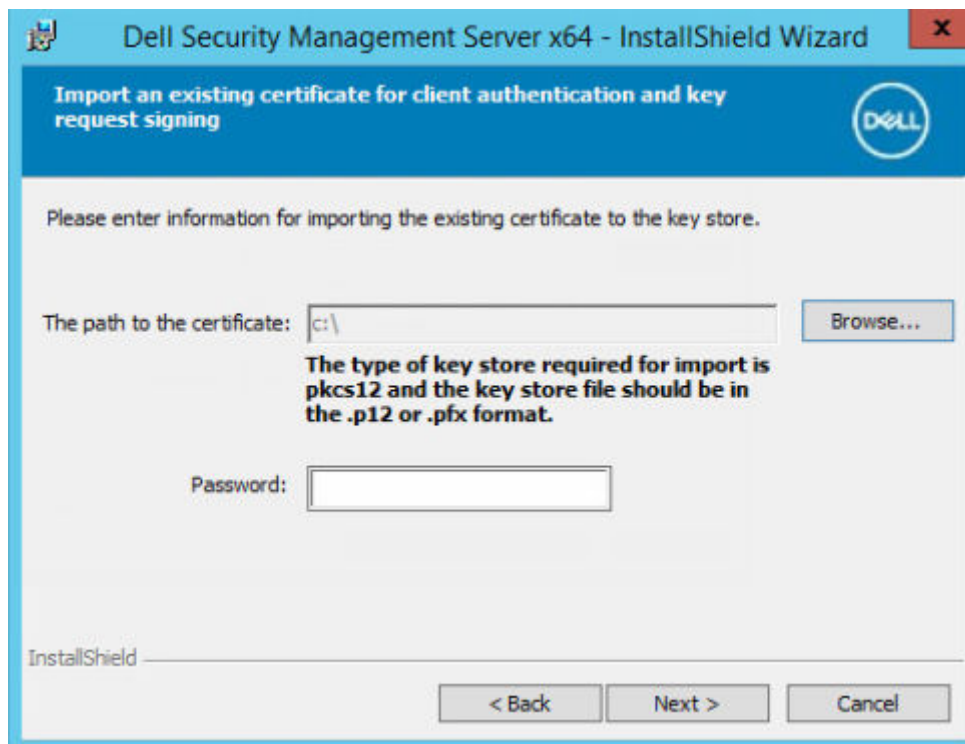 Dell Security Management Server x64 - InstallShield Wizard
x
Import an existing certificate for client authentication and key
request signing
DELL
Please enter information for importing the existing certificate to the key store.
The path to the certificate:
c:\
Browse...
The type of key store required for import is
pkcs12 and the key store file should be in
the .p12 or .pfx format.
Password:
InstallShield
< Back
Next >
Cancel